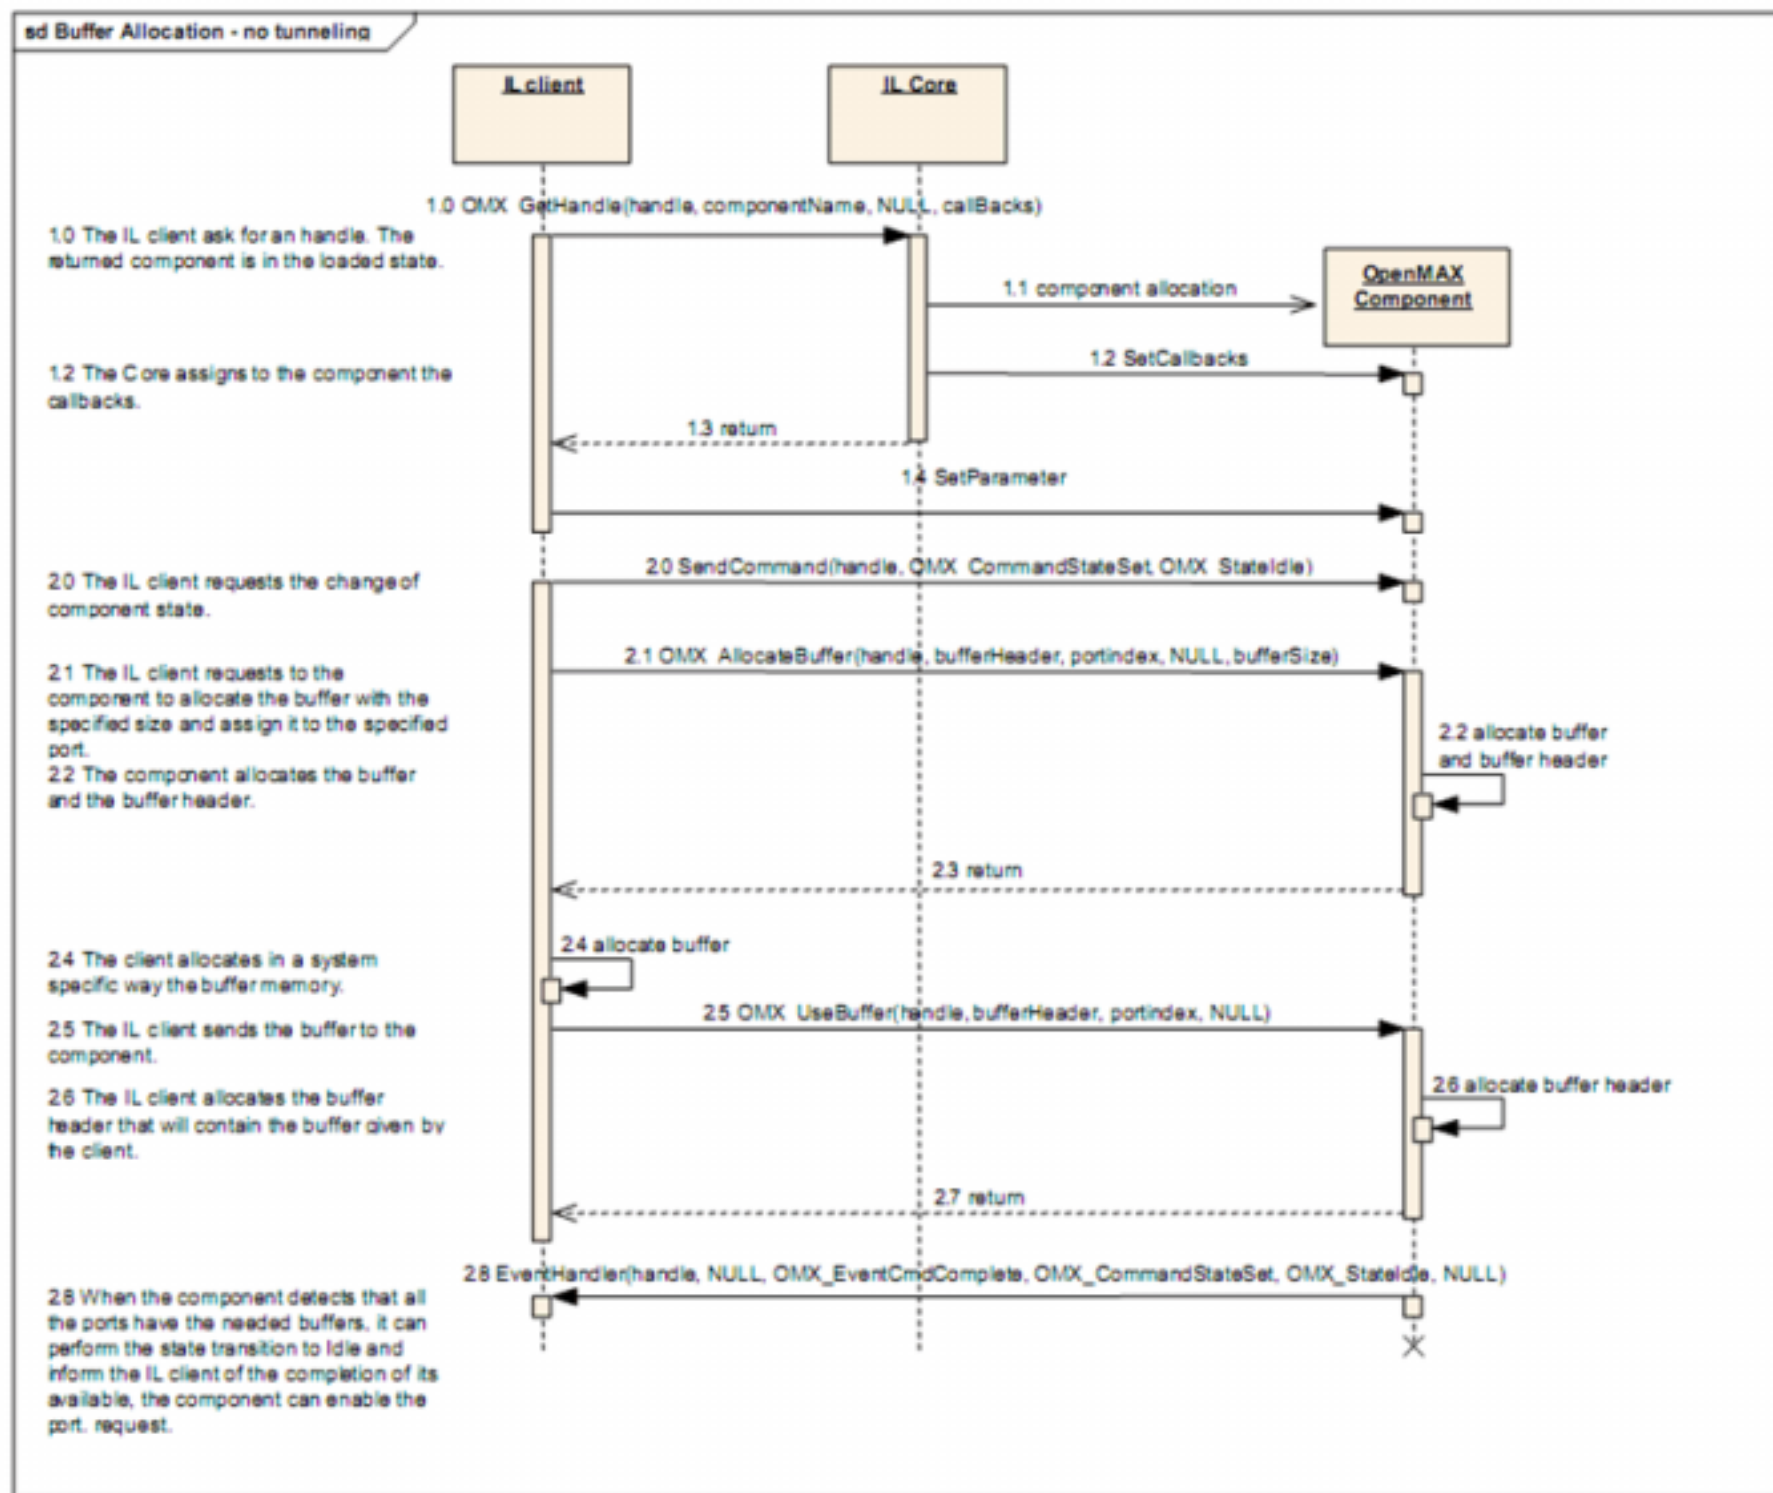 sd Buffer Allocation - no tunneling
IL client
IL Core
1.0 OMX_GetHandle(handle, componentName, NULL, callBacks)
1.0 The IL client ask for an handle. The
returned component is in the loaded state.
OpenMAX
Component
1.1 component allocation
1.2 SetCallbacks
1.2 The Core assigns to the component the
callbacks.
1.3 return
1.4 SetParameter
2.0 SendCommand(handle, OMX_CommandStateSet, OMX_StateIdle)
2.0 The IL client requests the change of
component state.
2.1 OMX_AllocateBuffer(handle, bufferHeader, portindex, NULL, bufferSize)
2.1 The IL client requests to the
component to allocate the buffer with the
specified size and assign it to the specified
port.
2.2 The component allocates the buffer
and the buffer header.
2.2 allocate buffer
and buffer header
2.3 return
2.4 allocate buffer
2.4 The client allocates in a system
specific way the buffer memory.
2.5 OMX_UseBuffer(handle, bufferHeader, portindex, NULL)
2.5 The IL client sends the buffer to the
component.
2.6 allocate buffer header
2.6 The IL client allocates the buffer
header that will contain the buffer given by
the client.
2.7 return
2.8 EventHandler(handle, NULL, OMX_EventCmdComplete, OMX_CommandStateSet, OMX_StateIdle, NULL)
2.8 When the component detects that all
the ports have the needed buffers, it can
perform the state transition to Idle and
inform the IL client of the completion of its
available, the component can enable the
port. request.